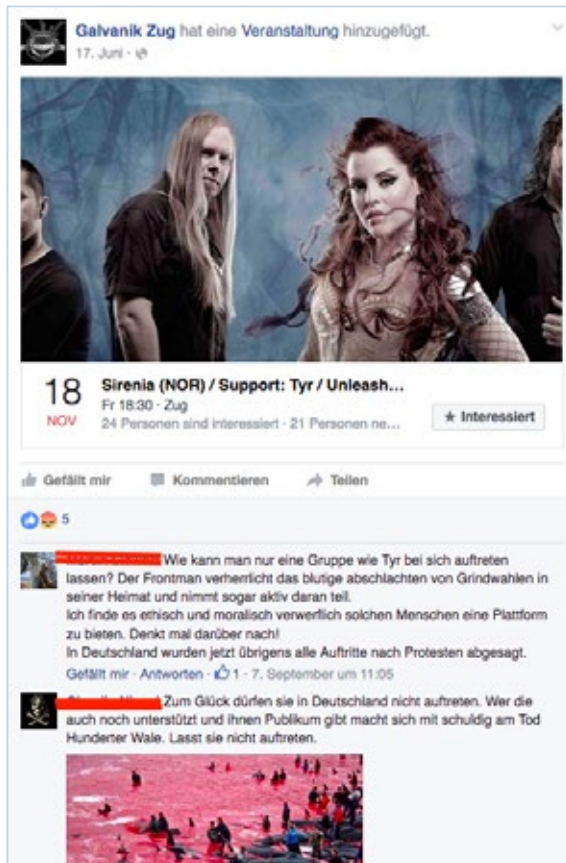 Galvanik Zug hat eine Veranstaltung hinzugefügt.
17. Juni
18
NOV
Sirenia (NOR) / Support: Tyr / Unleash...
Fr 18:30 · Zug
24 Personen sind interessiert · 21 Personen ne...
★ Interessiert
Gefällt mir Kommentieren Teilen
5
Wie kann man nur eine Gruppe wie Tyr bei sich auftreten
lassen? Der Frontman verherrlicht das blutige abschlachten von Grindwahlen in
seiner Heimat und nimmt sogar aktiv daran teil.
Ich finde es ethisch und moralisch verwerflich solchen Menschen eine Plattform
zu bieten. Denkt mal darüber nach!
In Deutschland wurden jetzt übrigens alle Auftritte nach Protesten abgesagt.
Gefällt mir · Antworten · 1 · 7. September um 11:05
Zum Glück dürfen sie in Deutschland nicht auftreten. Wer die
auch noch unterstützt und ihnen Publikum gibt macht sich mit schuldig am Tod
Hunderter Wale. Lasst sie nicht auftreten.